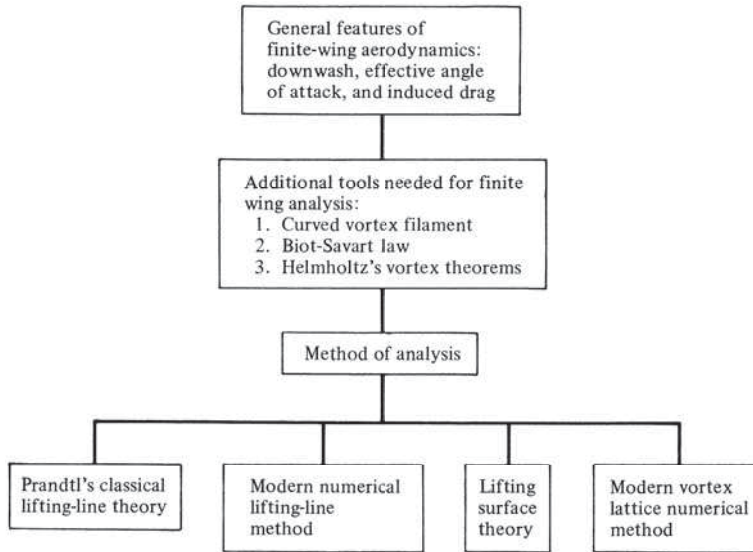 General features of
finite-wing aerodynamics:
downwash, effective angle
of attack, and induced drag
Additional tools needed for finite
wing analysis:
1. Curved vortex filament
2. Biot-Savart law
3. Helmholtz's vortex theorems
Method of analysis
Prandtl's classical
lifting-line theory
Modern numerical
lifting-line
method
Lifting
surface
theory
Modern vortex
lattice numerical
method